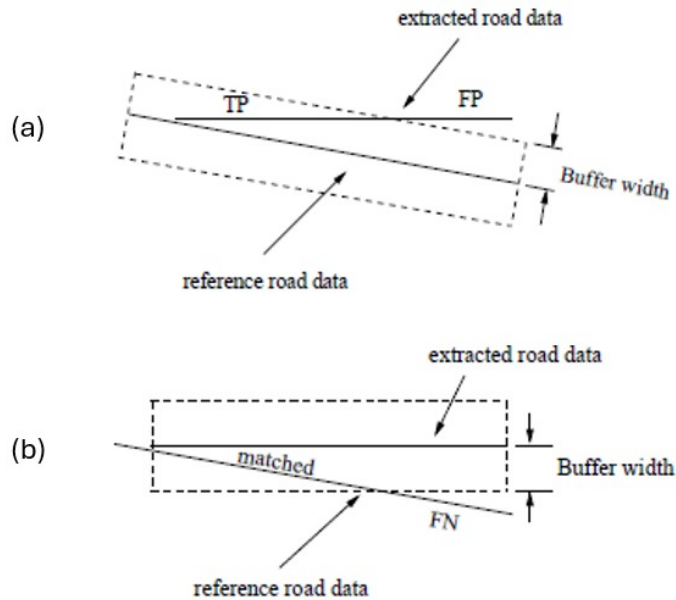 extracted road data
(a)
TP
FP
Buffer width
reference road data
extracted road data
(b)
matched
Buffer width
FN
reference road data